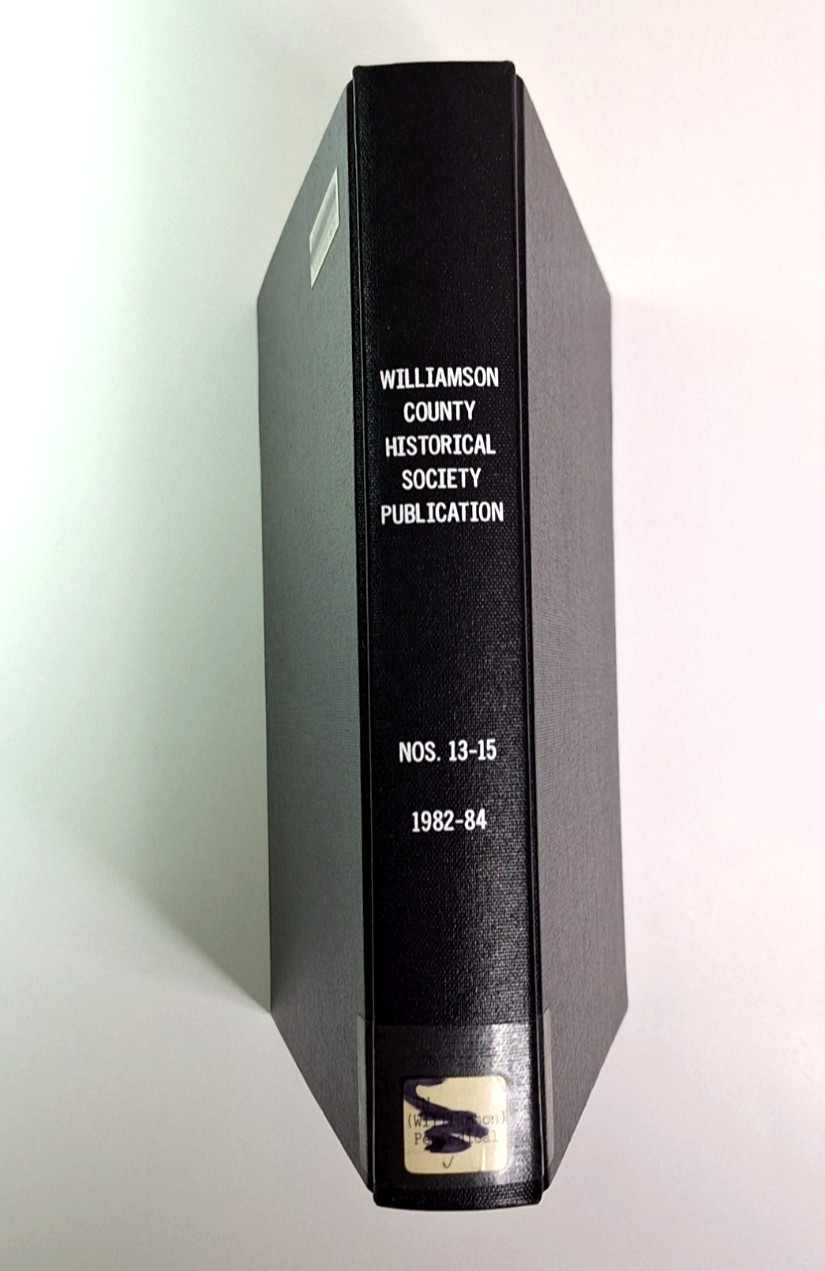 WILLIAMSON
COUNTY
HISTORICAL
SOCIETY
PUBLICATION
NOS. 13-15
1982-84